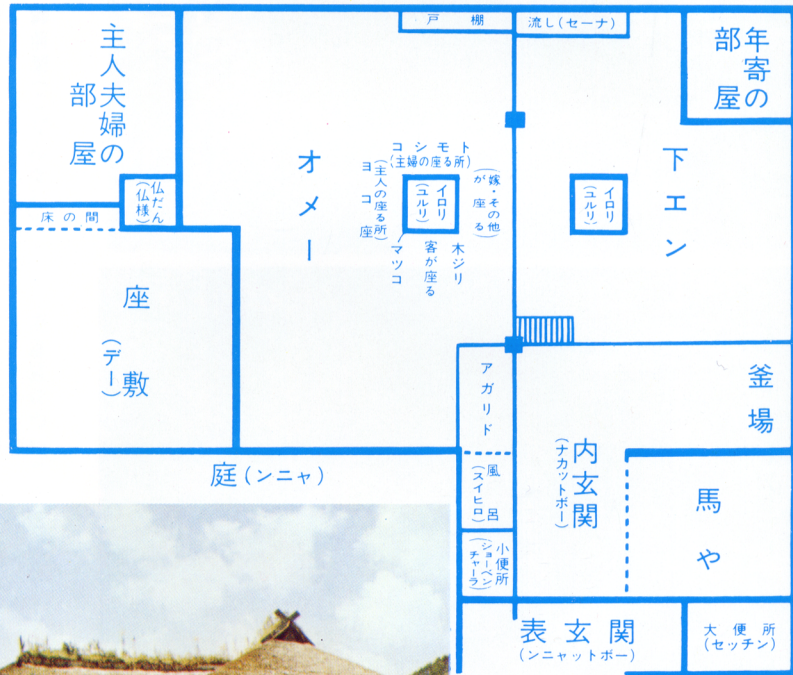 戸棚
流し(セーナ)
年寄の
部屋
主人夫婦の
部屋
仏だん
(仏様)
床の間
座敷
(デー)
オメー
コシモト
(主婦の座る所)
ヨコ座
(主人の座る所)
イロリ
(ユルリ)
(嫁・その他
が座る)
木ジリ
客が座る
マツコ
イロリ
(ユルリ)
下エン
アガリド
釜場
内玄関
(ナカットボー)
馬や
風呂
(スイヒロ)
小便所
(ショーベン
チャーラ)
庭(ンニャ)
表玄関
(ンニャットボー)
大便所
(セッチン)